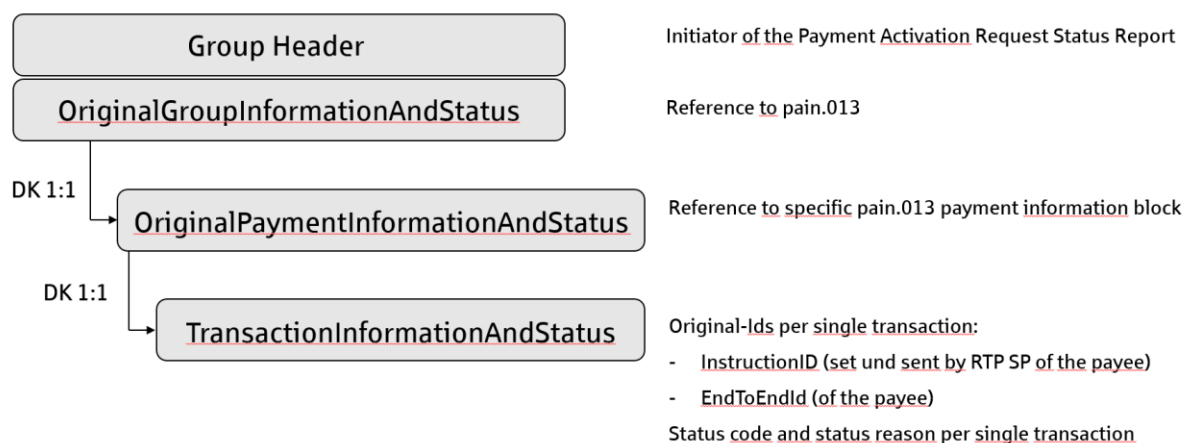 Group Header
Initiator of the Payment Activation Request Status Report
OriginalGroupInformationAndStatus
Reference to pain.013
DK 1:1
OriginalPaymentInformationAndStatus
Reference to specific pain.013 payment information block
DK 1:1
TransactionInformationAndStatus
Original-Ids per single transaction:
- InstructionID (set und sent by RTP SP of the payee)
- EndToEndId (of the payee)
Status code and status reason per single transaction